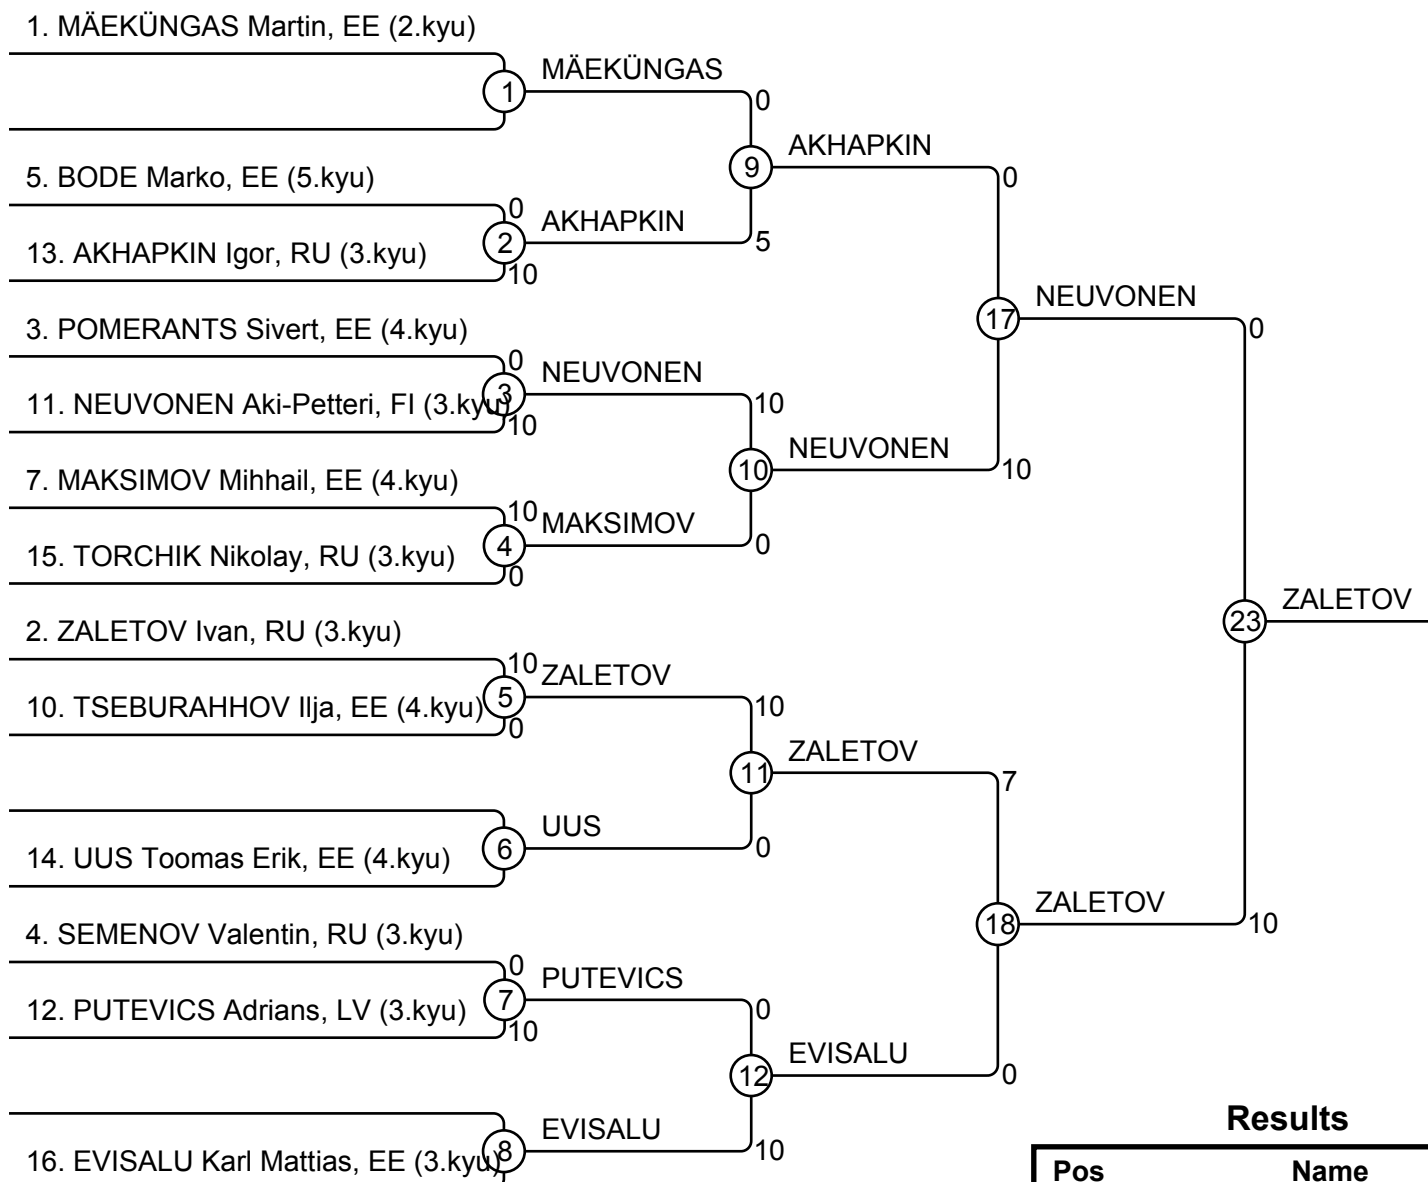 1. MÄEKÜNGAS Martin, EE (2.kyu)
1
MÄEKÜNGAS
0
5. BODE Marko, EE (5.kyu)
0
13. AKHAPKIN Igor, RU (3.kyu)
10
2
AKHAPKIN
5
9
AKHAPKIN
0
3. POMERANTS Sivert, EE (4.kyu)
0
11. NEUVONEN Aki-Petteri, FI (3.kyu)
10
3
NEUVONEN
10
7. MAKSIMOV Mihhail, EE (4.kyu)
10
15. TORCHIK Nikolay, RU (3.kyu)
0
4
MAKSIMOV
0
10
NEUVONEN
10
17
NEUVONEN
0
2. ZALETOV Ivan, RU (3.kyu)
10
10. TSEBURAHHOV Ilja, EE (4.kyu)
0
5
ZALETOV
10
14. UUS Toomas Erik, EE (4.kyu)
6
UUS
0
11
ZALETOV
7
4. SEMENOV Valentin, RU (3.kyu)
0
12. PUTEVICS Adrians, LV (3.kyu)
10
7
PUTEVICS
0
16. EVISALU Karl Mattias, EE (3.kyu)
8
EVISALU
10
12
EVISALU
0
18
ZALETOV
10
23
ZALETOV
Results
Pos Name